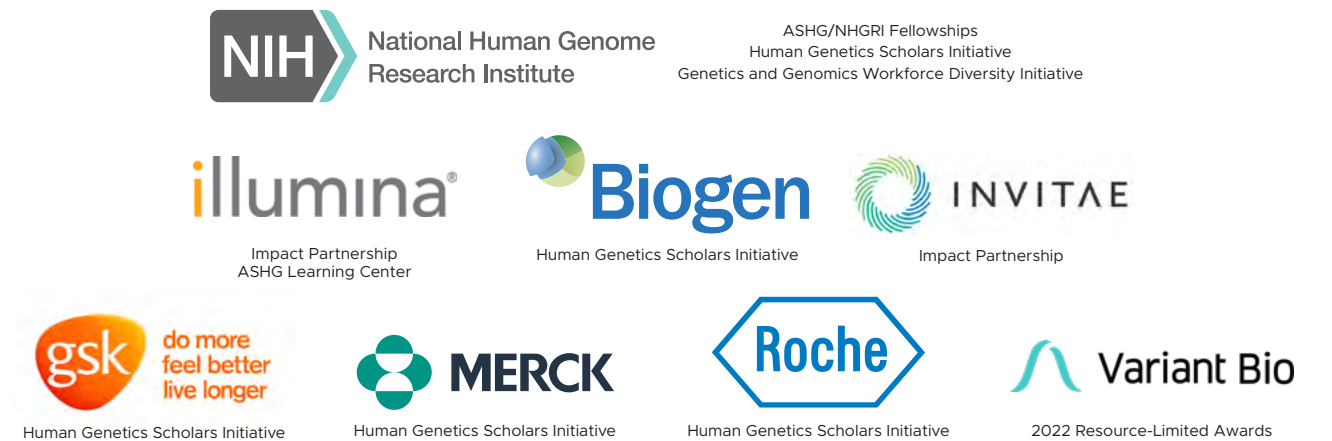 NIH
National Human Genome
Research Institute
ASHG/NHGRI Fellowships
Human Genetics Scholars Initiative
Genetics and Genomics Workforce Diversity Initiative
illumina®
Impact Partnership
ASHG Learning Center
Biogen
Human Genetics Scholars Initiative
INVITAE
Impact Partnership
gsk
do more
feel better
live longer
Human Genetics Scholars Initiative
MERCK
Human Genetics Scholars Initiative
Roche
Human Genetics Scholars Initiative
Variant Bio
2022 Resource-Limited Awards